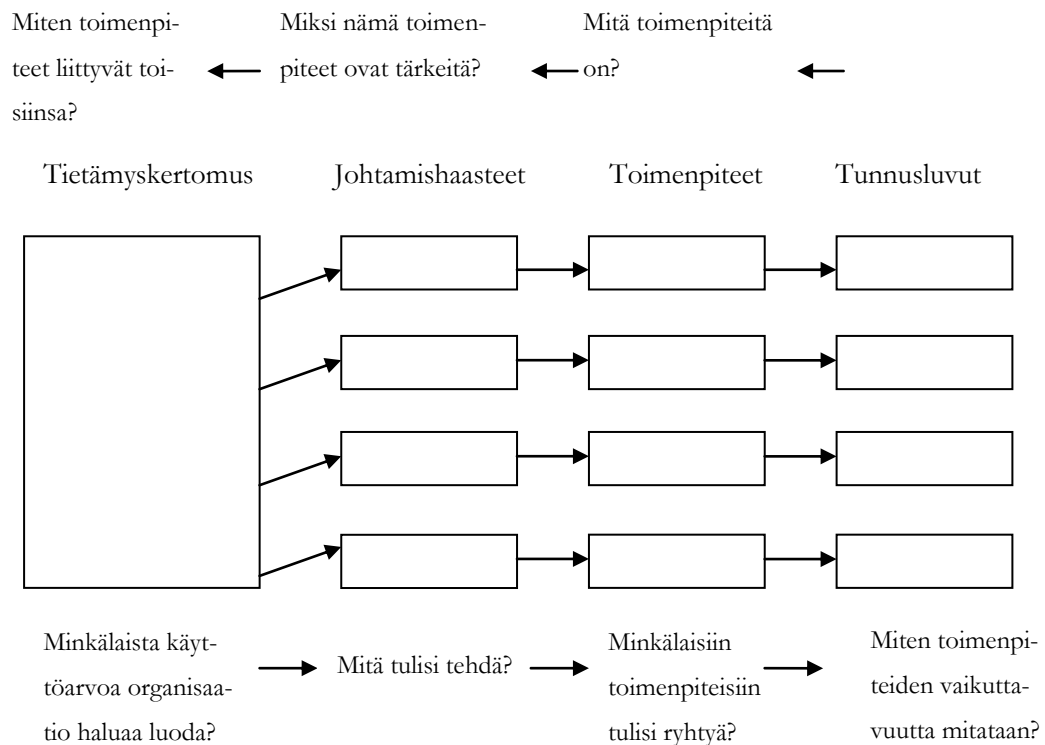 Miten toimenpi-
teet liittyvät toi-
siinsa?
Miksi nämä toimen-
piteet ovat tärkeitä?
Mitä toimenpiteitä
on?
Tietämyskertomus
Johtamishaasteet
Toimenpiteet
Tunnusluvut
Minkälaista käyt-
töarvoa organisaa-
tio haluaa luoda?
Mitä tulisi tehdä?
Minkälaisiin
toimenpiteisiin
tulisi ryhtyä?
Miten toimenpi-
teiden vaikutta-
vuutta mitataan?